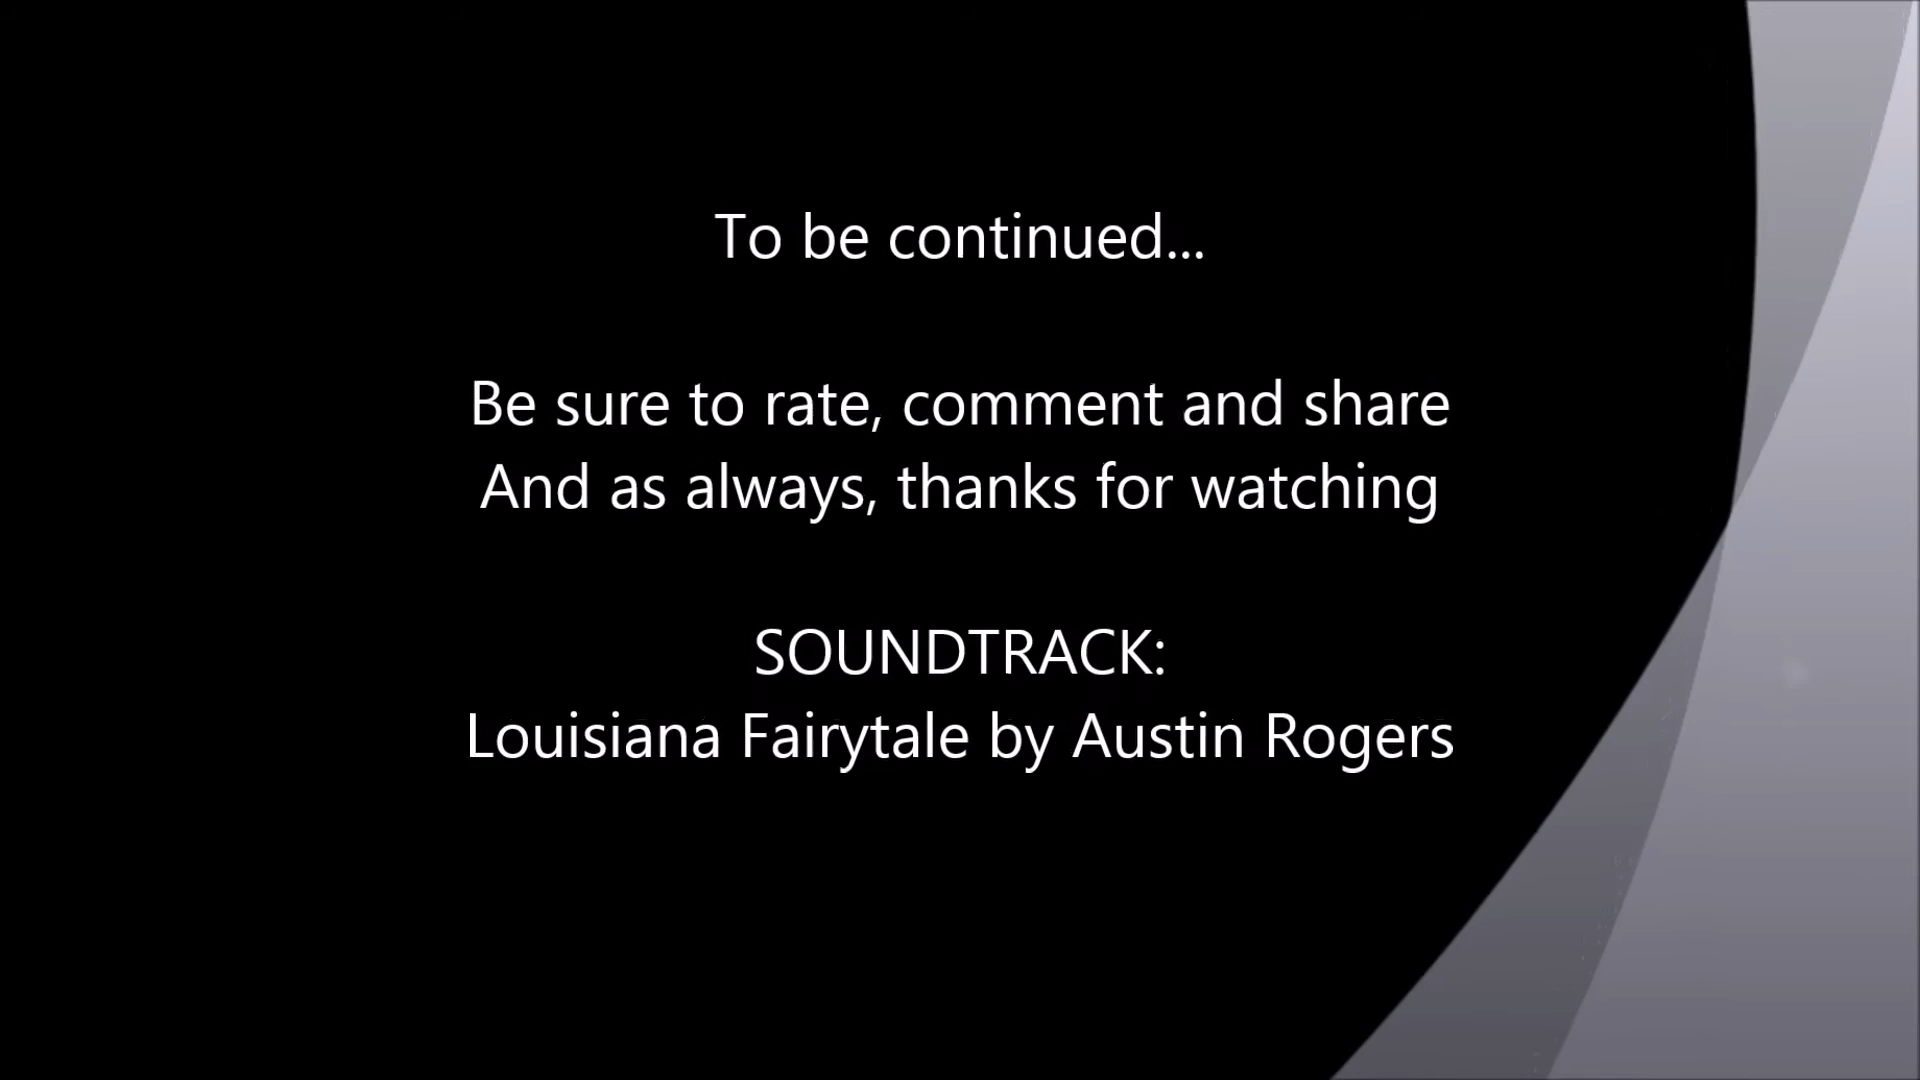 To be continued...
Be sure to rate, comment and share
And as always, thanks for watching
SOUNDTRACK:
Louisiana Fairytale by Austin Rogers